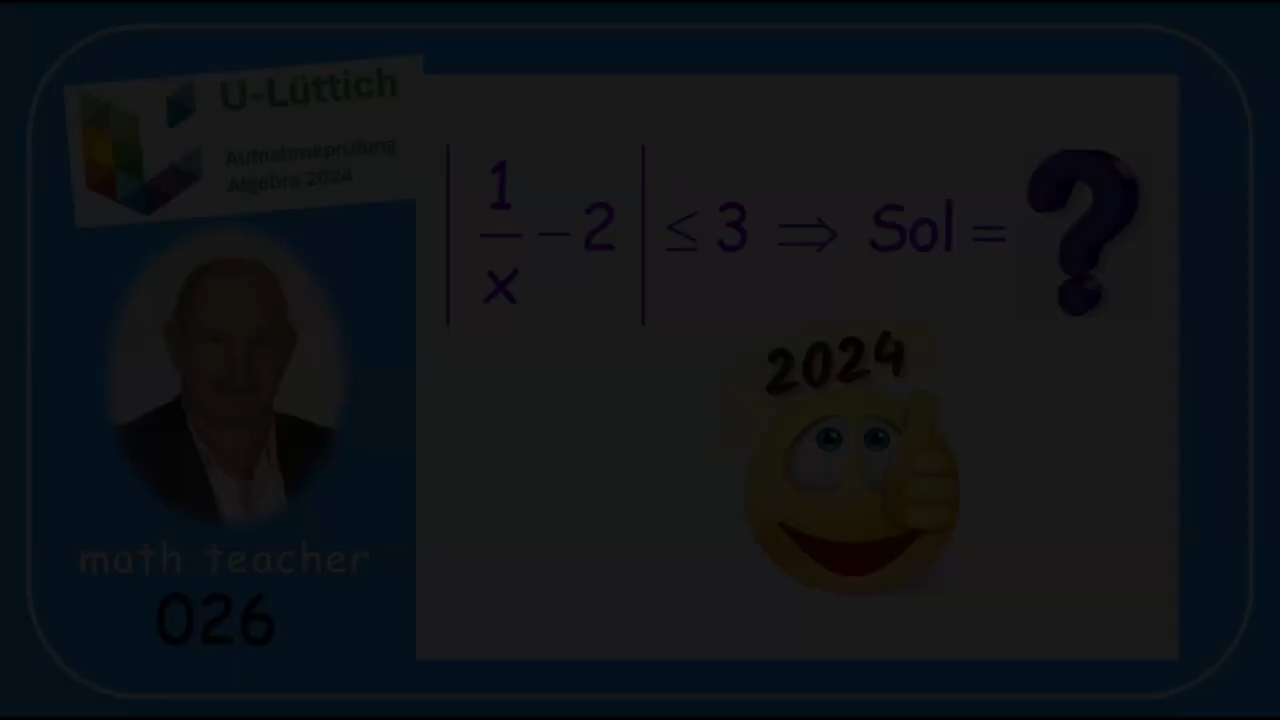 U-Lüttich
Aufnahmeprüfung
Algebra 2024
| 1/x − 2 | ≤ 3 ⇒ Sol = ?
2024
math teacher
026